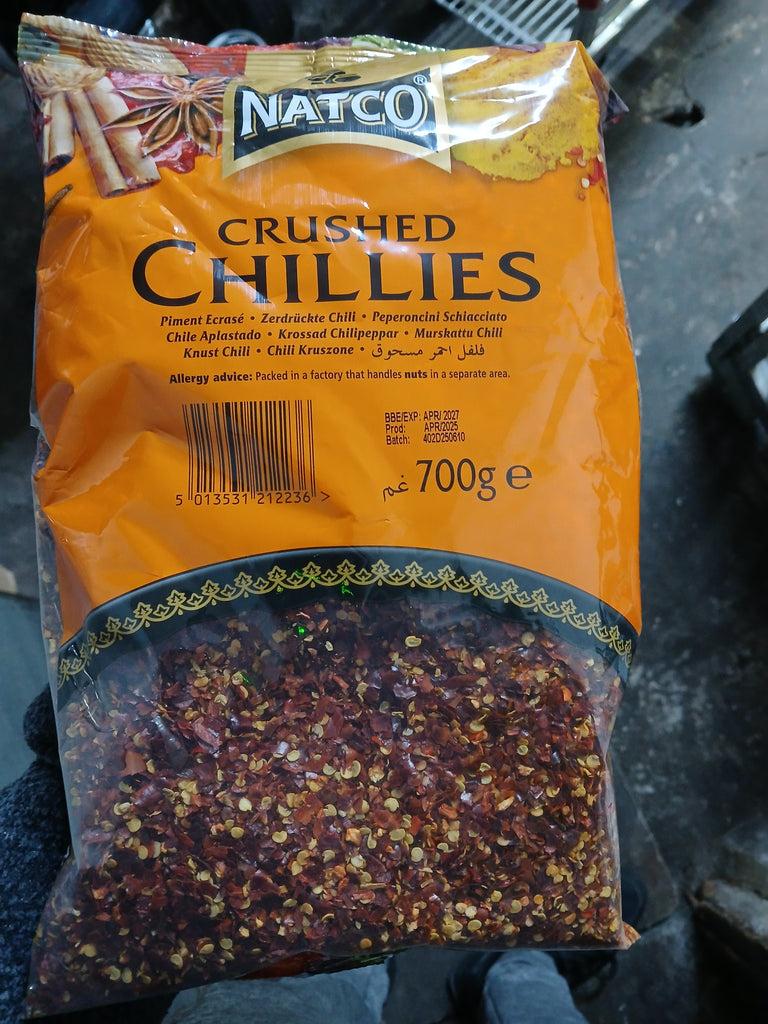 NATCO®
CRUSHED
CHILLIES
Piment Ecrasé • Zerdrückte Chili • Peperoncini Schiacciato
Chile Aplastado • Krossad Chilipeppar • Murskattu Chili
Knust Chili • Chili Kruszone • فلفل احمر مسحوق
Allergy advice: Packed in a factory that handles nuts in a separate area.
BBE/EXP: APR/ 2027
Prod: APR/2025
Batch: 402D250610
5 013531 212236 >
غم 700g e